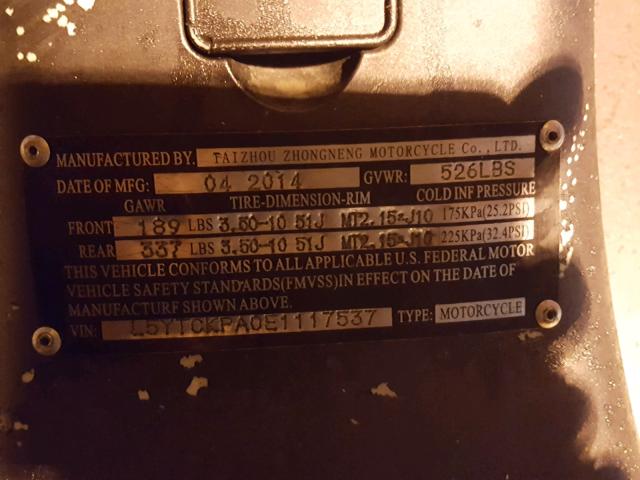 MANUFACTURED BY. TAIZHOU ZHONGNENG MOTORCYCLE CO., LTD.
DATE OF MFG: 04 2014 GVWR: 526LBS
GAWR TIRE-DIMENSION-RIM COLD INF PRESSURE
FRONT 189 LBS 3.50-10 51J MT2.15×J10 175KPa(25.2PSI)
REAR 337 LBS 3.50-10 51J MT2.15×J10 225KPa(32.4PSI)
THIS VEHICLE CONFORMS TO ALL APPLICABLE U.S. FEDERAL MOTOR
VEHICLE SAFETY STANDARDS(FMVSS)IN EFFECT ON THE DATE OF
MANUFACTURF SHOWN ABOVE.
VIN: L5YTCKPA0E1117537 TYPE: MOTORCYCLE